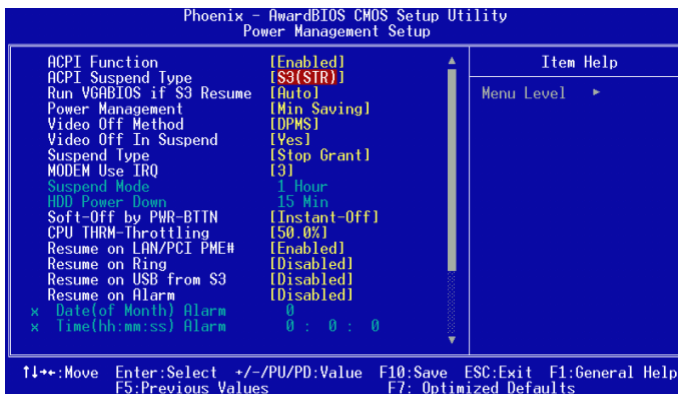 Phoenix - AwardBIOS CMOS Setup Utility
Power Management Setup
ACPI Function [Enabled]
ACPI Suspend Type [S3(STR)]
Run VGABIOS if S3 Resume [Auto]
Power Management [Min Saving]
Video Off Method [DPMS]
Video Off In Suspend [Yes]
Suspend Type [Stop Grant]
MODEM Use IRQ [3]
Suspend Mode 1 Hour
HDD Power Down 15 Min
Soft-Off by PWR-BTTN [Instant-Off]
CPU THRM-Throttling [50.0%]
Resume on LAN/PCI PME# [Enabled]
Resume on Ring [Disabled]
Resume on USB from S3 [Disabled]
Resume on Alarm [Disabled]
x Date(of Month) Alarm 0
x Time(hh:mm:ss) Alarm 0 : 0 : 0
Item Help
Menu Level ►
↑↓→←:Move Enter:Select +/-/PU/PD:Value F10:Save ESC:Exit F1:General Help
F5:Previous Values F7: Optimized Defaults